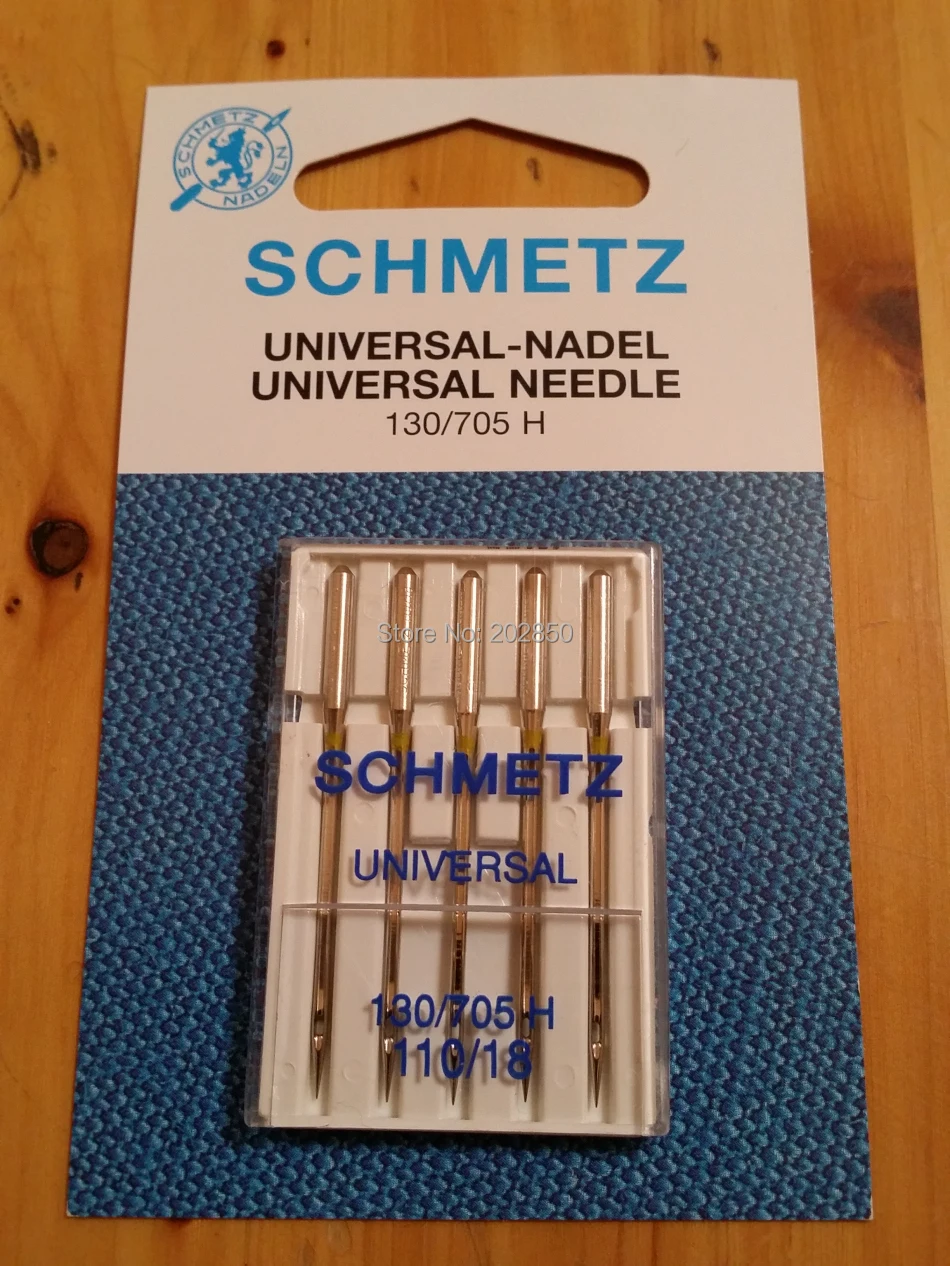 SCHMETZ
NADELN
SCHMETZ
UNIVERSAL-NADEL
UNIVERSAL NEEDLE
130/705 H
Store No: 202850
SCHMETZ
UNIVERSAL
130/705 H
110/18